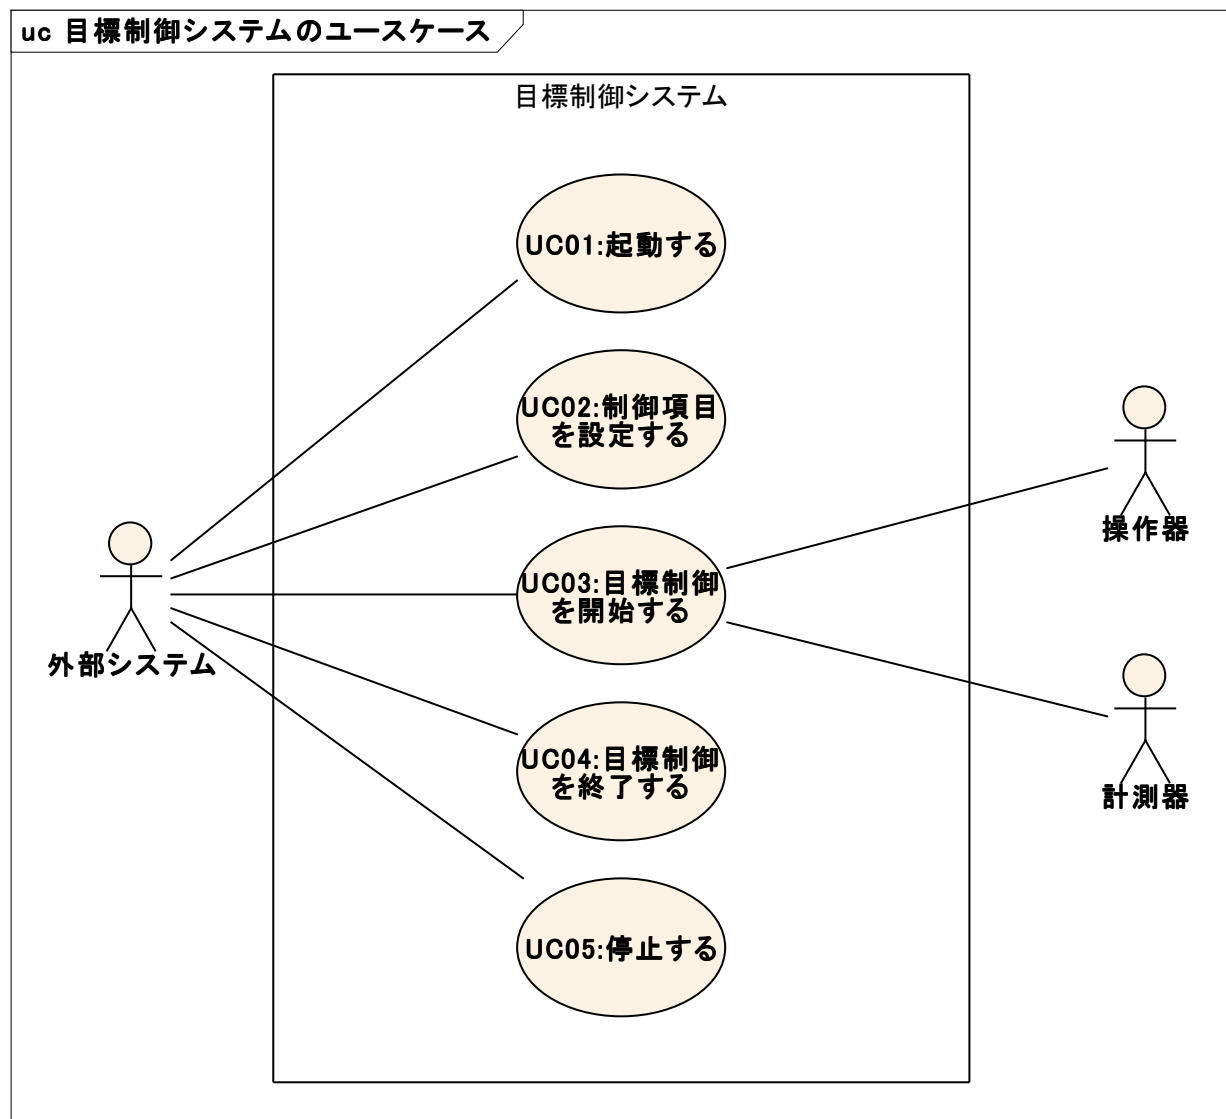 uc 目標制御システムのユースケース
目標制御システム
UC01:起動する
UC02:制御項目
を設定する
UC03:目標制御
を開始する
UC04:目標制御
を終了する
UC05:停止する
外部システム
操作器
計測器